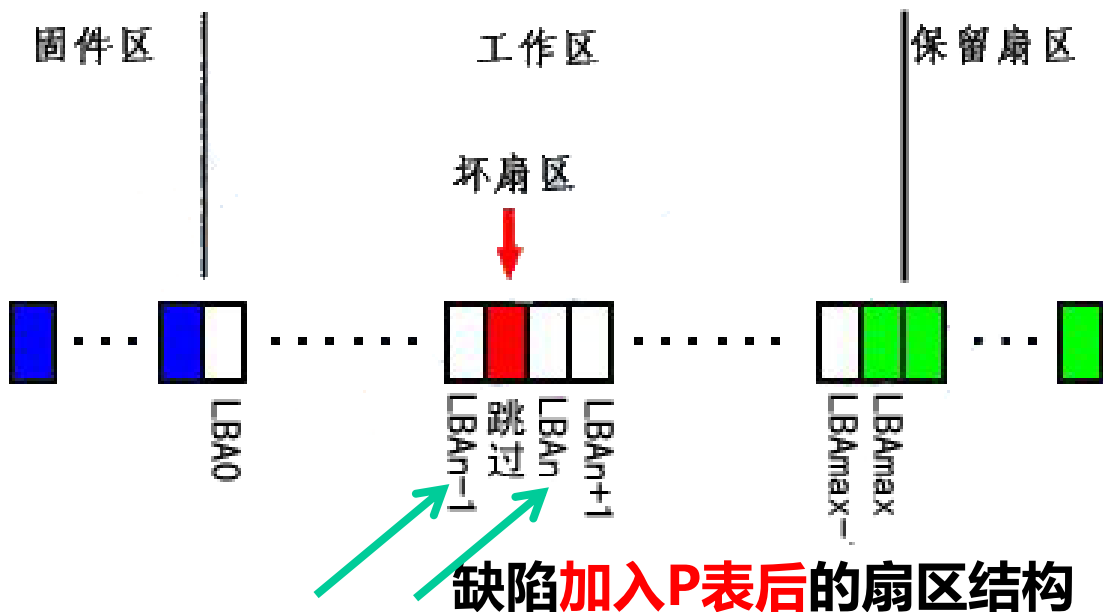 固件区
工作区
保留扇区
坏扇区
LBA0
LBAn-1
跳过
LBAn
LBAn+1
LBAmax-
LBAmax
缺陷加入P表后的扇区结构